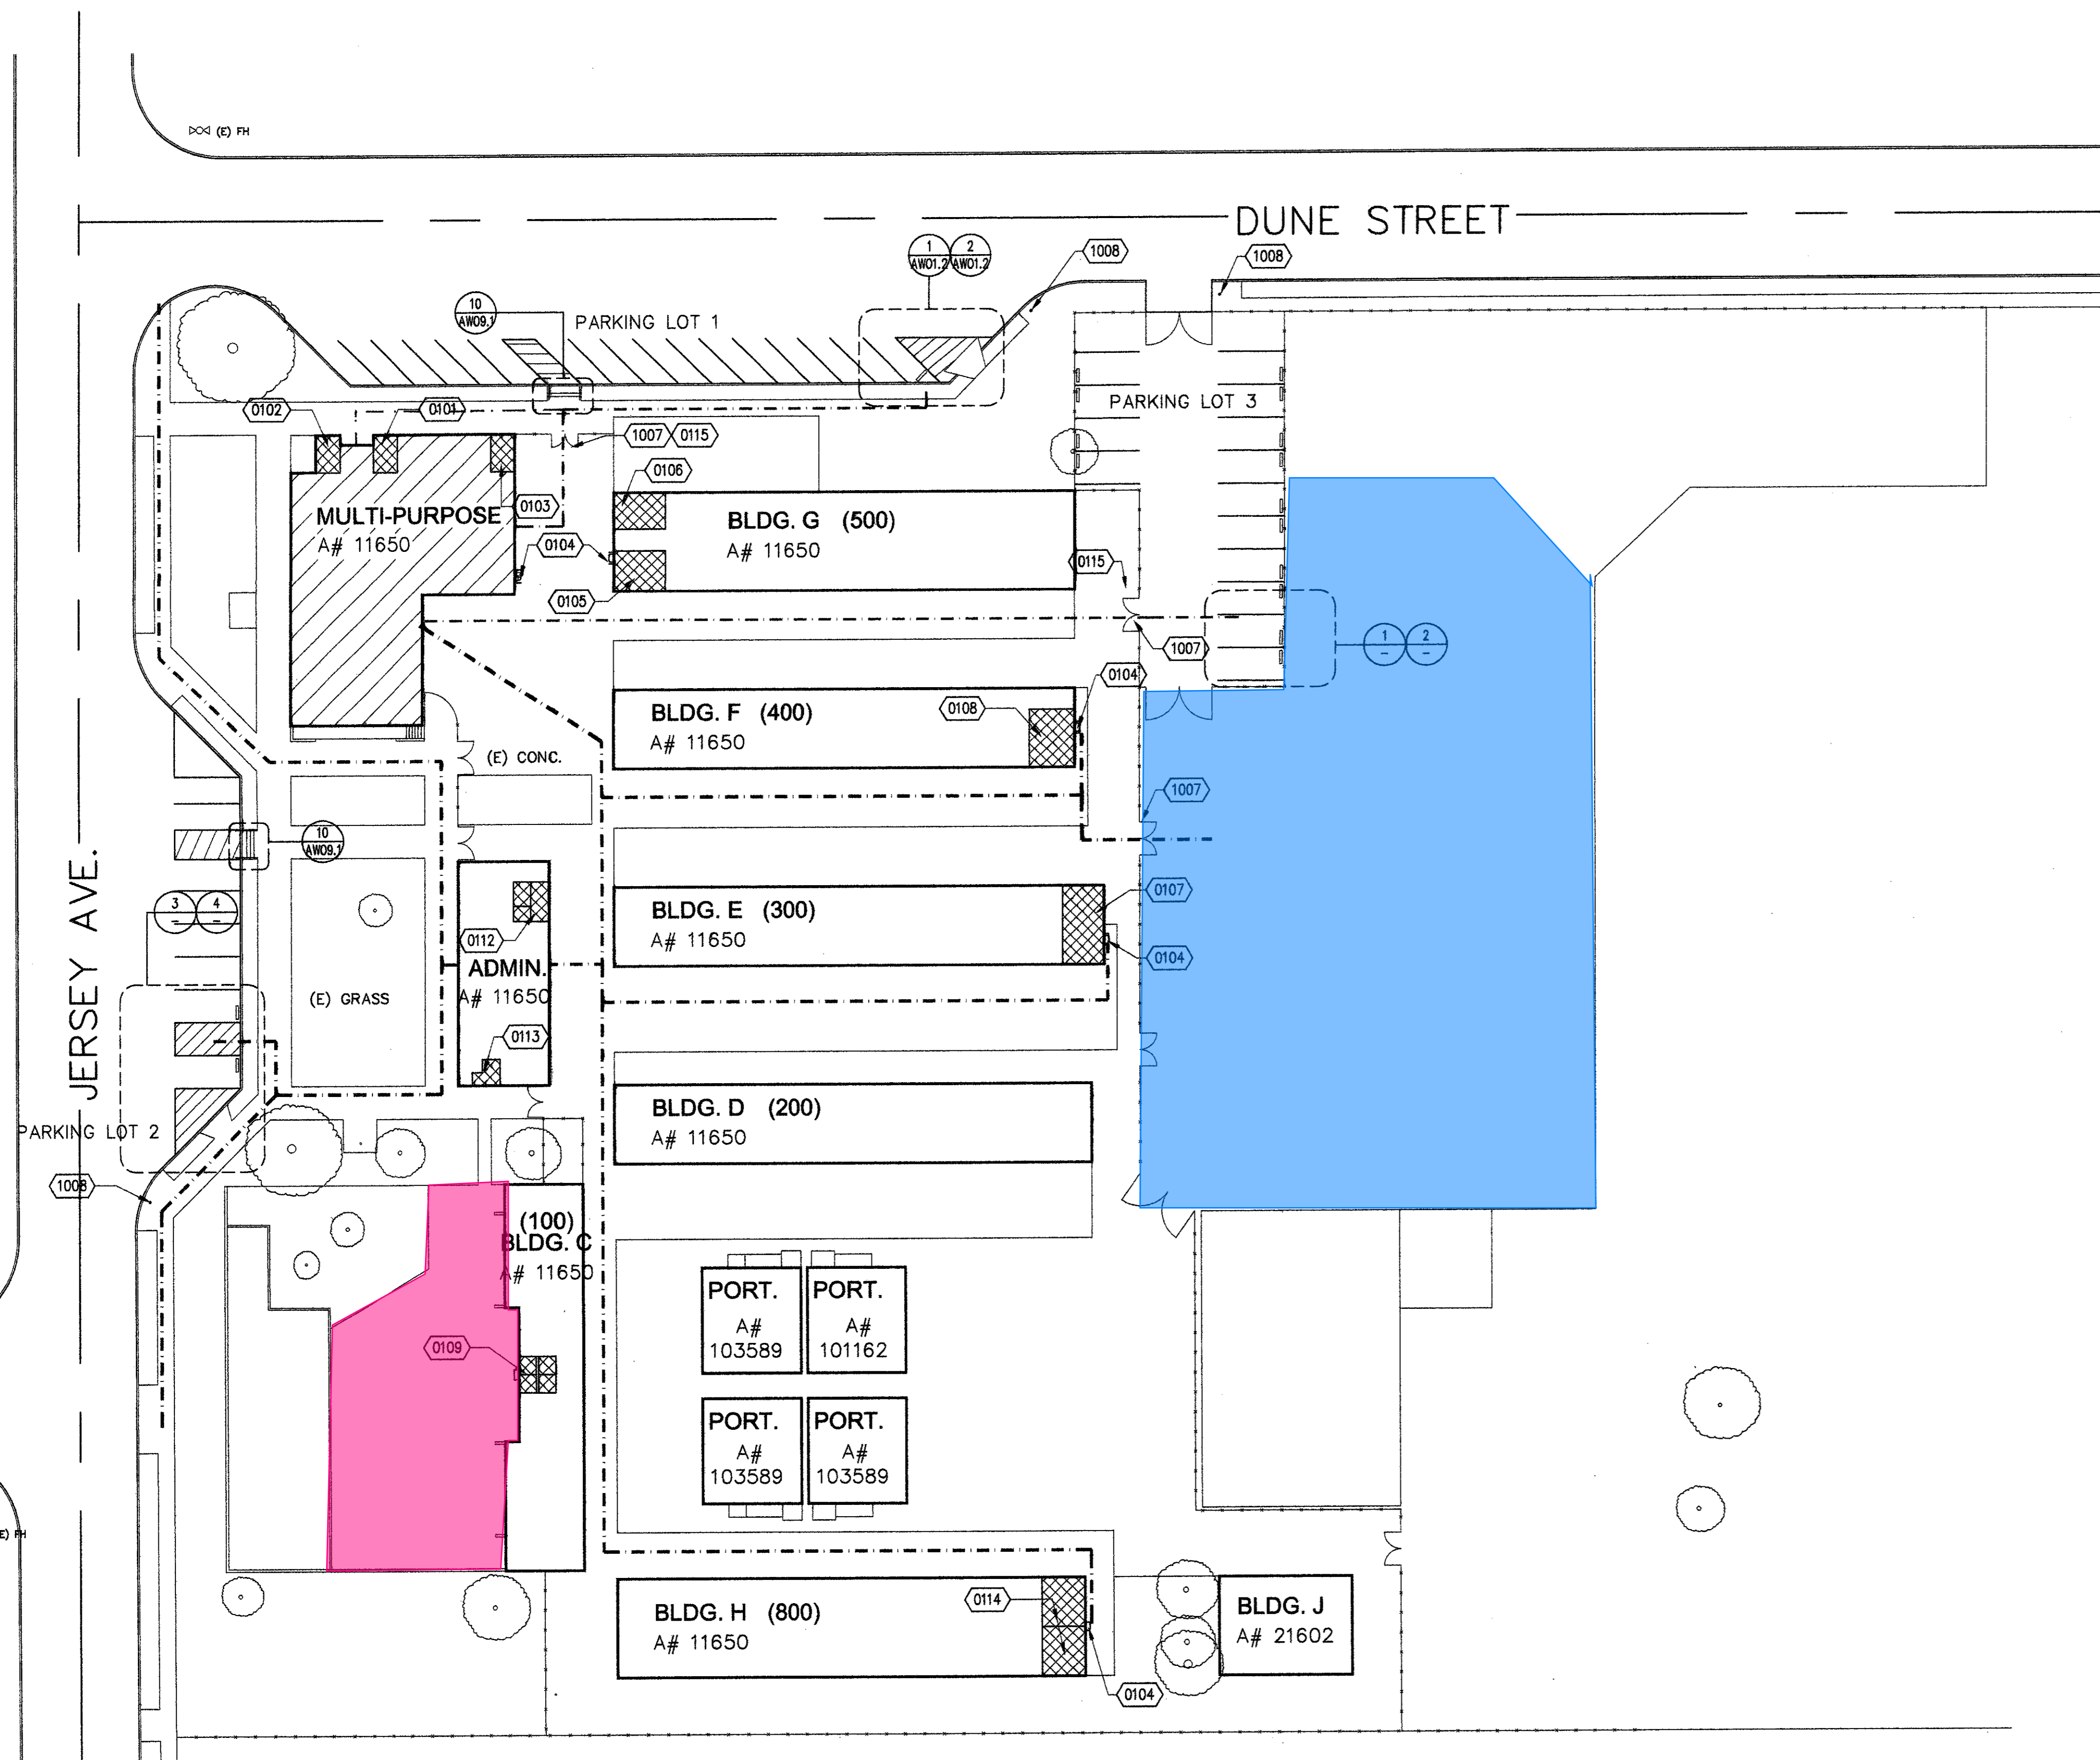 (E) FH
DUNE STREET
1
AW01.2
2
AW01.2
1008
1008
10
AW09.1
PARKING LOT 1
PARKING LOT 3
0102
0101
1007
0115
0106
0103
MULTI-PURPOSE
A# 11650
BLDG. G (500)
A# 11650
0104
0115
0105
1007
1
–
2
–
0104
BLDG. F (400)
A# 11650
0108
(E) CONC.
1007
10
AW09.1
JERSEY AVE.
3
–
4
–
0107
BLDG. E (300)
A# 11650
0112
0104
ADMIN.
A# 11650
(E) GRASS
0113
BLDG. D (200)
A# 11650
PARKING LOT 2
1008
(100)
BLDG. C
A# 11650
PORT.
A#
103589
PORT.
A#
101162
0109
PORT.
A#
103589
PORT.
A#
103589
E) FH
BLDG. H (800)
A# 11650
0114
BLDG. J
A# 21602
0104